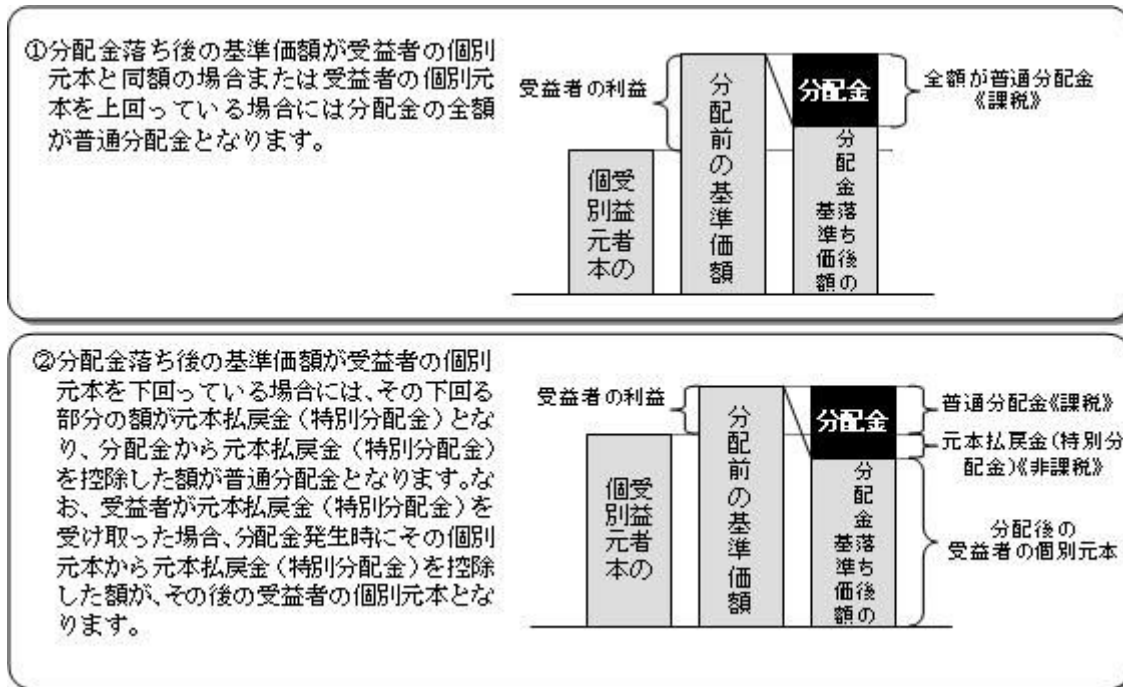 ①分配金落ち後の基準価額が受益者の個別
元本と同額の場合または受益者の個別元
本を上回っている場合には分配金の全額
が普通分配金となります。
受益者の利益
分配前の基準価額
分配金
全額が普通分配金
《課税》
受益者の
個別元本
分配金落ち後の
基準価額
②分配金落ち後の基準価額が受益者の個別
元本を下回っている場合には、その下回る
部分の額が元本払戻金（特別分配金）とな
り、分配金から元本払戻金（特別分配金）
を控除した額が普通分配金となります。な
お、受益者が元本払戻金（特別分配金）を
受け取った場合、分配金発生時にその個別
元本から元本払戻金（特別分配金）を控除
した額が、その後の受益者の個別元本とな
ります。
受益者の利益
分配前の基準価額
分配金
普通分配金《課税》
元本払戻金（特別分
配金）《非課税》
受益者の
個別元本
分配金落ち後の
基準価額
分配後の
受益者の個別元本